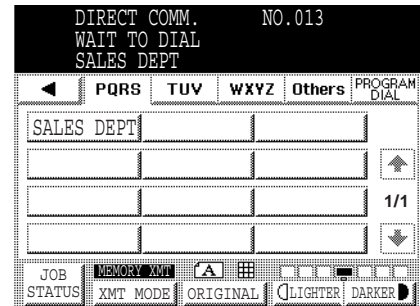 DIRECT COMM. NO.013
WAIT TO DIAL
SALES DEPT
PQRS TUV WXYZ Others PROGRAM DIAL
SALES DEPT
1/1
JOB STATUS
MEMORY XMT A
XMT MODE ORIGINAL LIGHTER DARKER